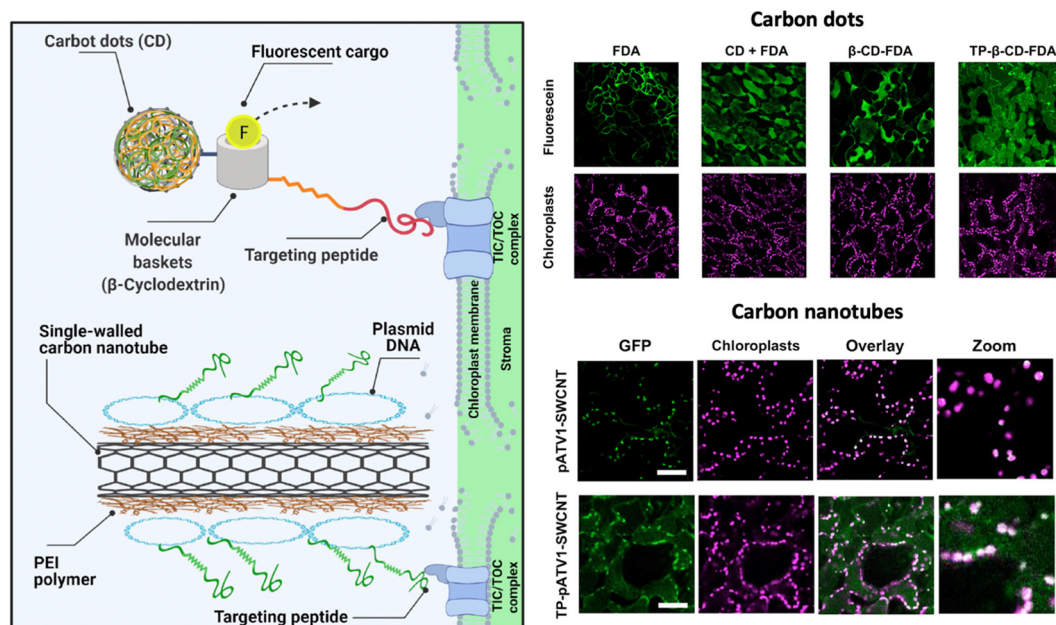 Carbot dots (CD)
Fluorescent cargo
F
Molecular
baskets
(β-Cyclodextrin)
Targeting peptide
TIC/TOC
complex
Single-walled
carbon nanotube
Plasmid
DNA
Chloroplast membrane
Stroma
PEI
polymer
Targeting peptide
TIC/TOC
complex
Carbon dots
FDA
CD + FDA
β-CD-FDA
TP-β-CD-FDA
Fluorescein
Chloroplasts
Carbon nanotubes
GFP
Chloroplasts
Overlay
Zoom
pATV1-SWCNT
TP-pATV1-SWCNT